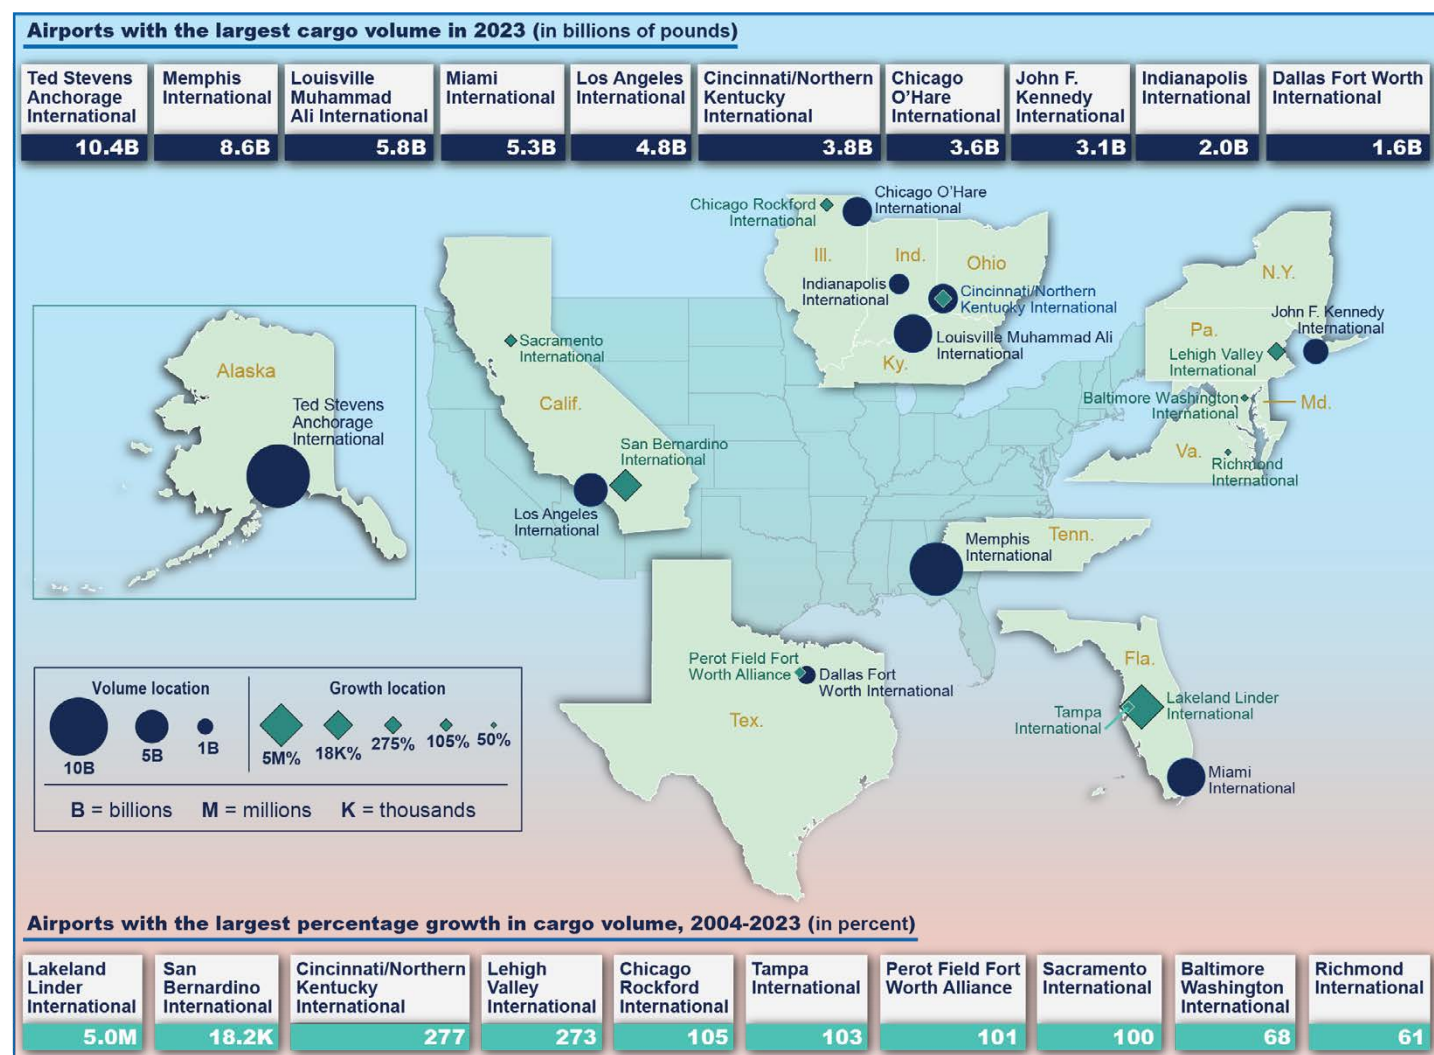 Airports with the largest cargo volume in 2023 (in billions of pounds)
Ted Stevens
Anchorage
International
10.4B
Memphis
International
8.6B
Louisville
Muhammad
Ali International
5.8B
Miami
International
5.3B
Los Angeles
International
4.8B
Cincinnati/Northern
Kentucky
International
3.8B
Chicago
O’Hare
International
3.6B
John F.
Kennedy
International
3.1B
Indianapolis
International
2.0B
Dallas Fort Worth
International
1.6B
Chicago Rockford
International
Chicago O’Hare
International
Ill.
Ind.
Ohio
Indianapolis
International
Cincinnati/Northern
Kentucky International
Louisville Muhammad Ali
International
Ky.
N.Y.
John F. Kennedy
International
Pa.
Lehigh Valley
International
Baltimore Washington
International
Md.
Va.
Richmond
International
Sacramento
International
Calif.
San Bernardino
International
Los Angeles
International
Alaska
Ted Stevens
Anchorage
International
Memphis
International
Tenn.
Perot Field Fort
Worth Alliance
Dallas Fort
Worth International
Tex.
Fla.
Lakeland Linder
International
Tampa
International
Miami
International
Volume location
10B
5B
1B
Growth location
5M%
18K%
275%
105%
50%
B = billions M = millions K = thousands
Airports with the largest percentage growth in cargo volume, 2004-2023 (in percent)
Lakeland
Linder
International
5.0M
San
Bernardino
International
18.2K
Cincinnati/Northern
Kentucky
International
277
Lehigh
Valley
International
273
Chicago
Rockford
International
105
Tampa
International
103
Perot Field Fort
Worth Alliance
101
Sacramento
International
100
Baltimore
Washington
International
68
Richmond
International
61